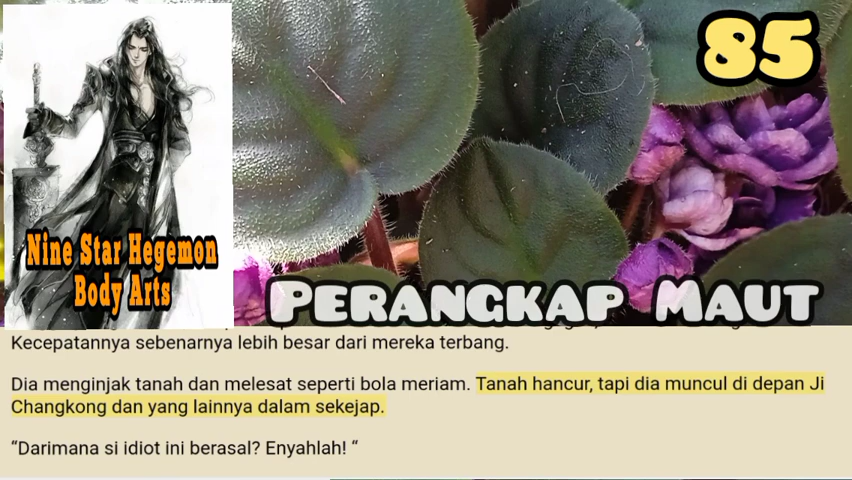 85
Nine Star Hegemon
Body Arts
Perangkap Maut
Kecepatannya sebenarnya lebih besar dari mereka terbang.
Dia menginjak tanah dan melesat seperti bola meriam. Tanah hancur, tapi dia muncul di depan Ji
Changkong dan yang lainnya dalam sekejap.
“Darimana si idiot ini berasal? Enyahlah! “